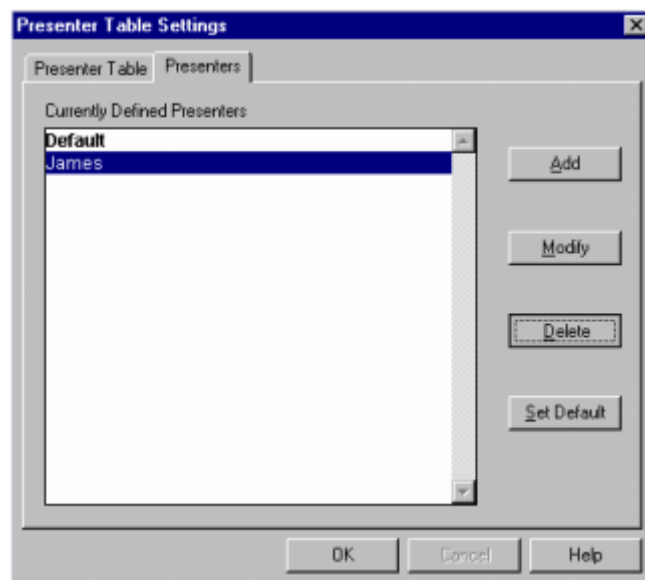 Presenter Table Settings
Presenter Table Presenters
Currently Defined Presenters
Default
James
Add
Modify
Delete
Set Default
OK Cancel Help